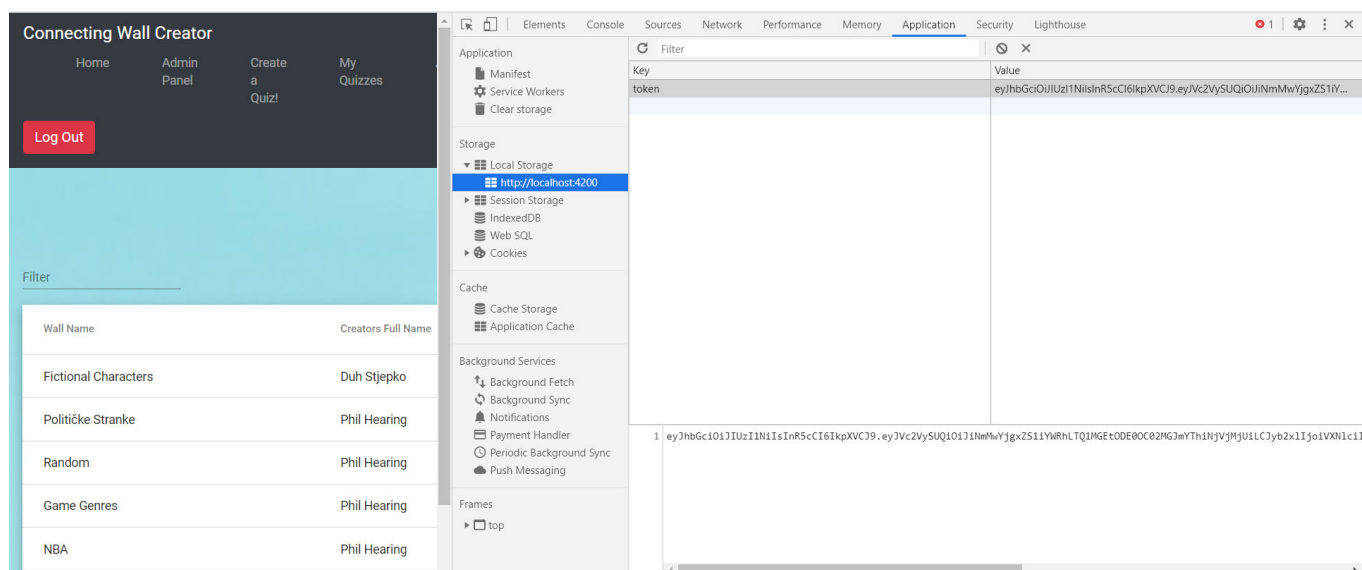 Connecting Wall Creator
Home
Admin Panel
Create a Quiz!
My Quizzes
Log Out
Filter
Wall Name Creators Full Name
Fictional Characters Duh Stjepko
Političke Stranke Phil Hearing
Random Phil Hearing
Game Genres Phil Hearing
NBA Phil Hearing
Elements Console Sources Network Performance Memory Application Security Lighthouse 1
Application
Manifest
Service Workers
Clear storage
Storage
Local Storage
http://localhost:4200
Session Storage
IndexedDB
Web SQL
Cookies
Cache
Cache Storage
Application Cache
Background Services
Background Fetch
Background Sync
Notifications
Payment Handler
Periodic Background Sync
Push Messaging
Frames
top
Filter
Key Value
token
1